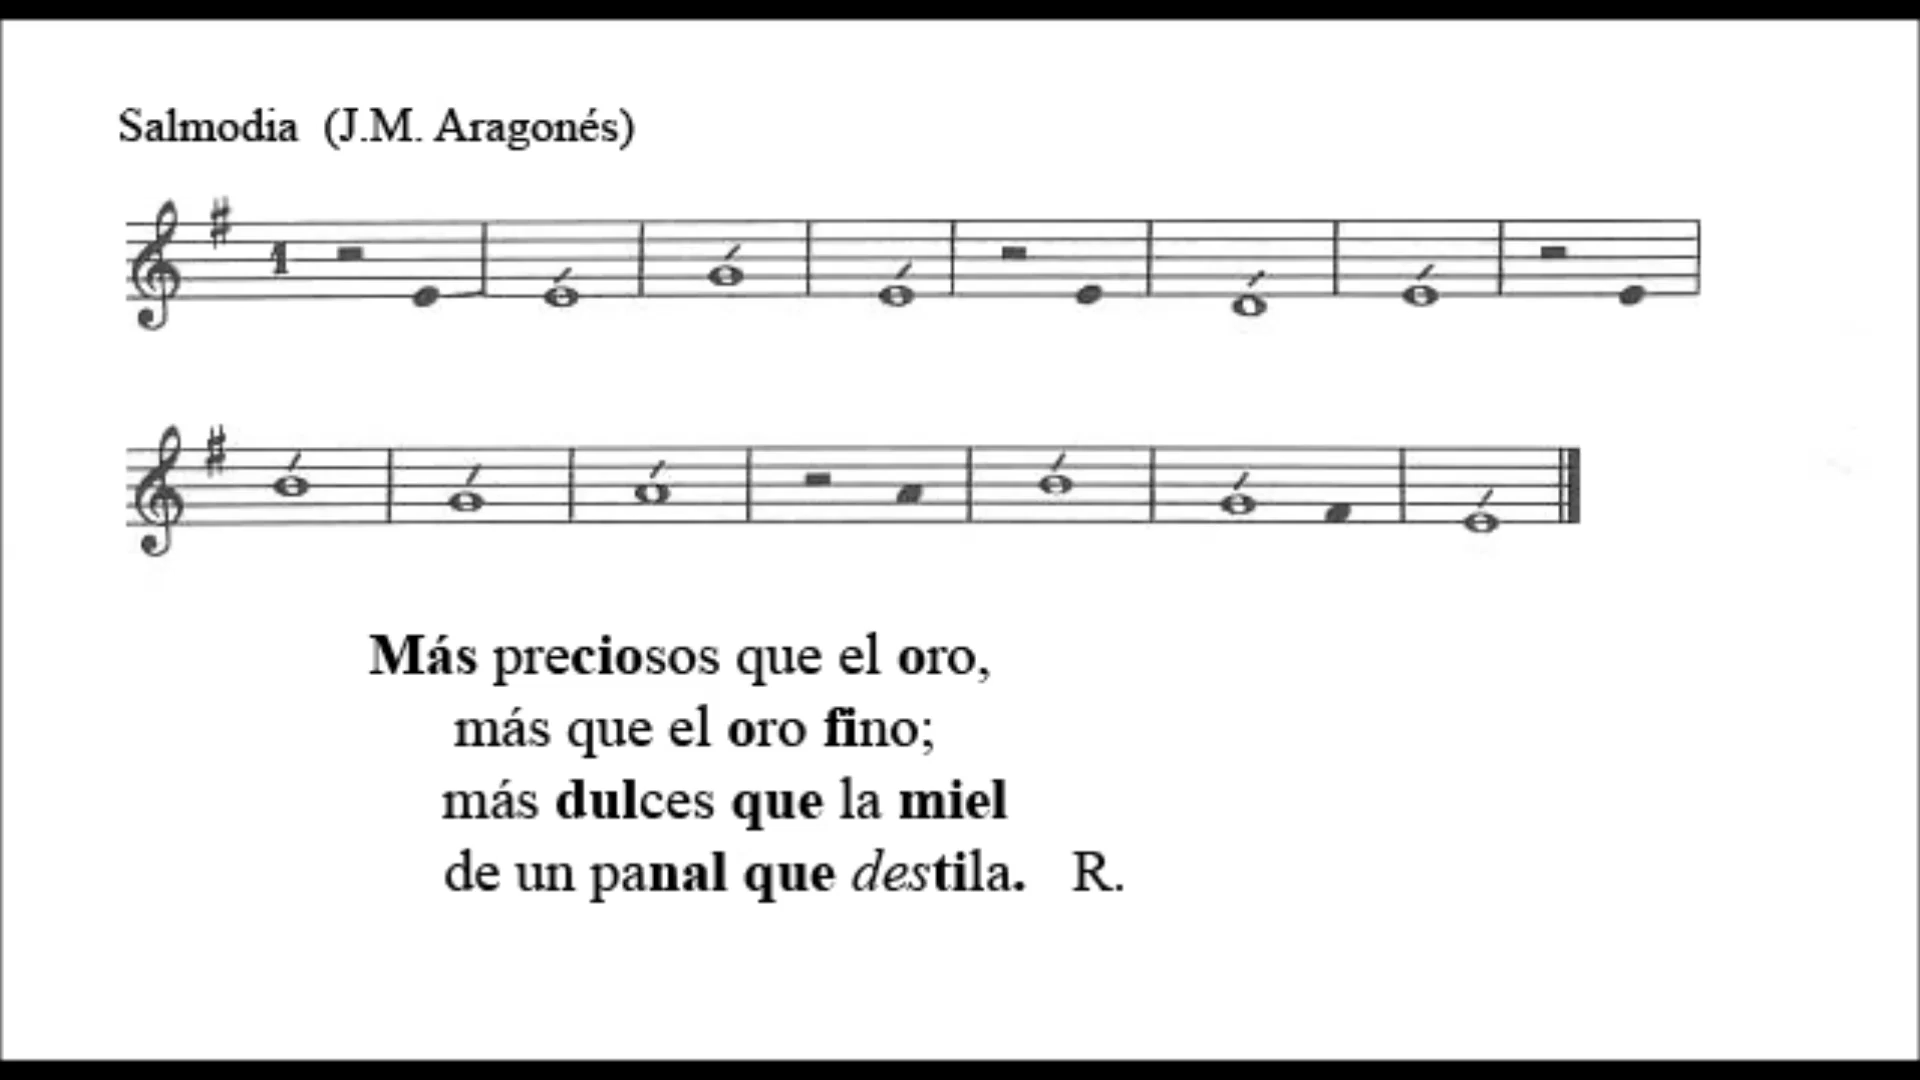 Salmodia (J.M. Aragonés)
1
Más preciosos que el oro,
más que el oro fino;
más dulces que la miel
de un panal que destila. R.